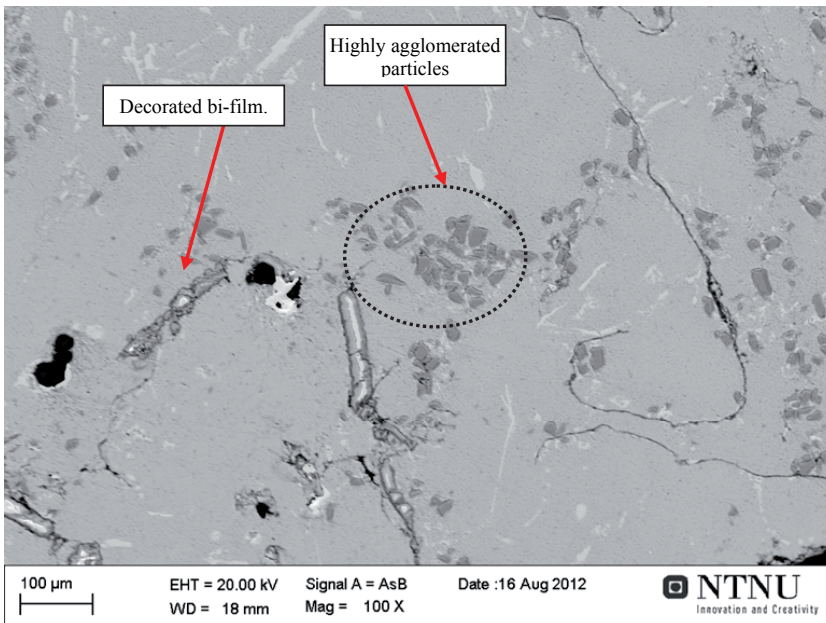 Highly agglomerated
particles
Decorated bi-film.
100 µm
EHT = 20.00 kV
WD = 18 mm
Signal A = AsB
Mag = 100 X
Date :16 Aug 2012
NTNU
Innovation and Creativity